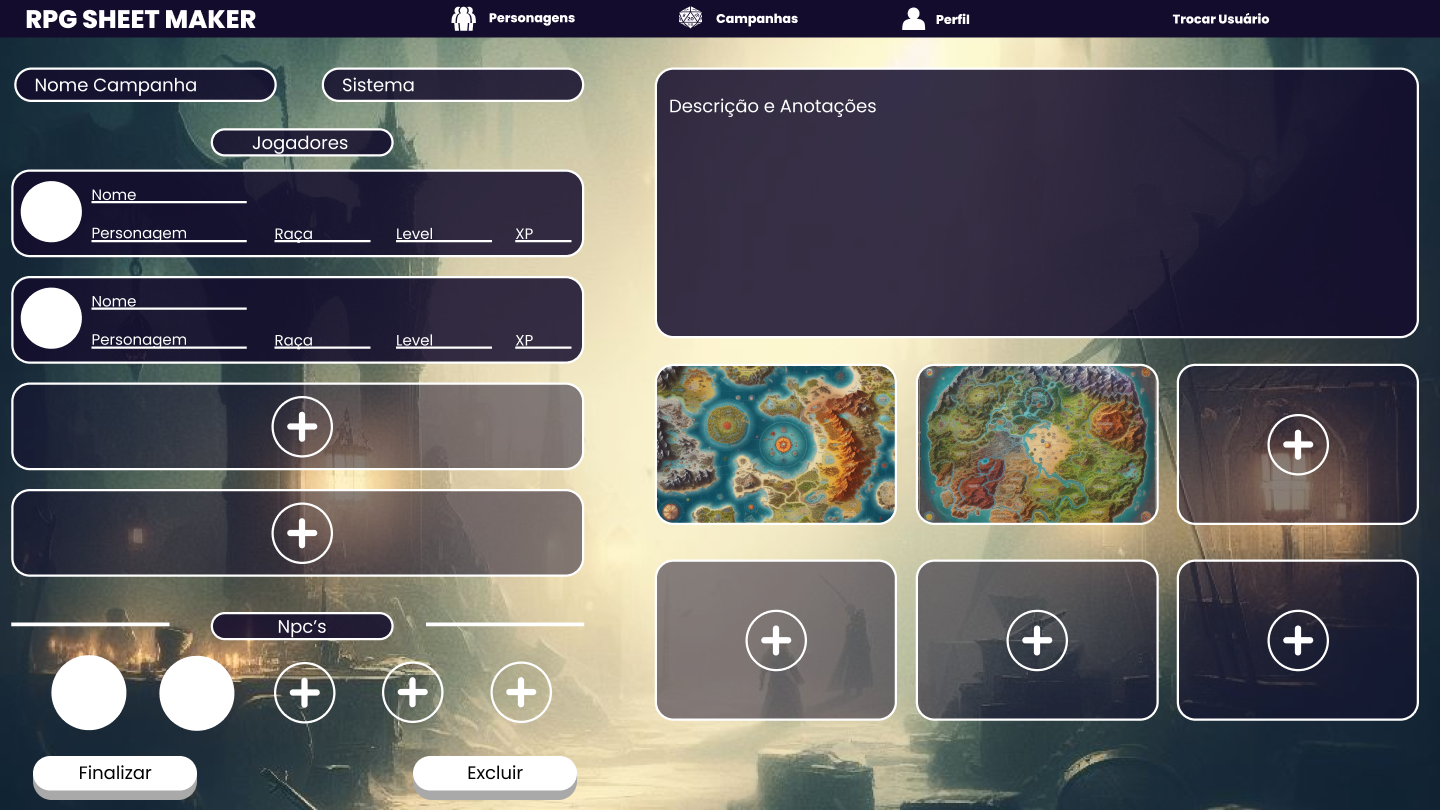 RPG SHEET MAKER
Personagens
Campanhas
Perfil
Trocar Usuário
Nome Campanha
Sistema
Jogadores
Nome
Personagem
Raça
Level
XP
Nome
Personagem
Raça
Level
XP
Npc’s
Finalizar
Excluir
Descrição e Anotações